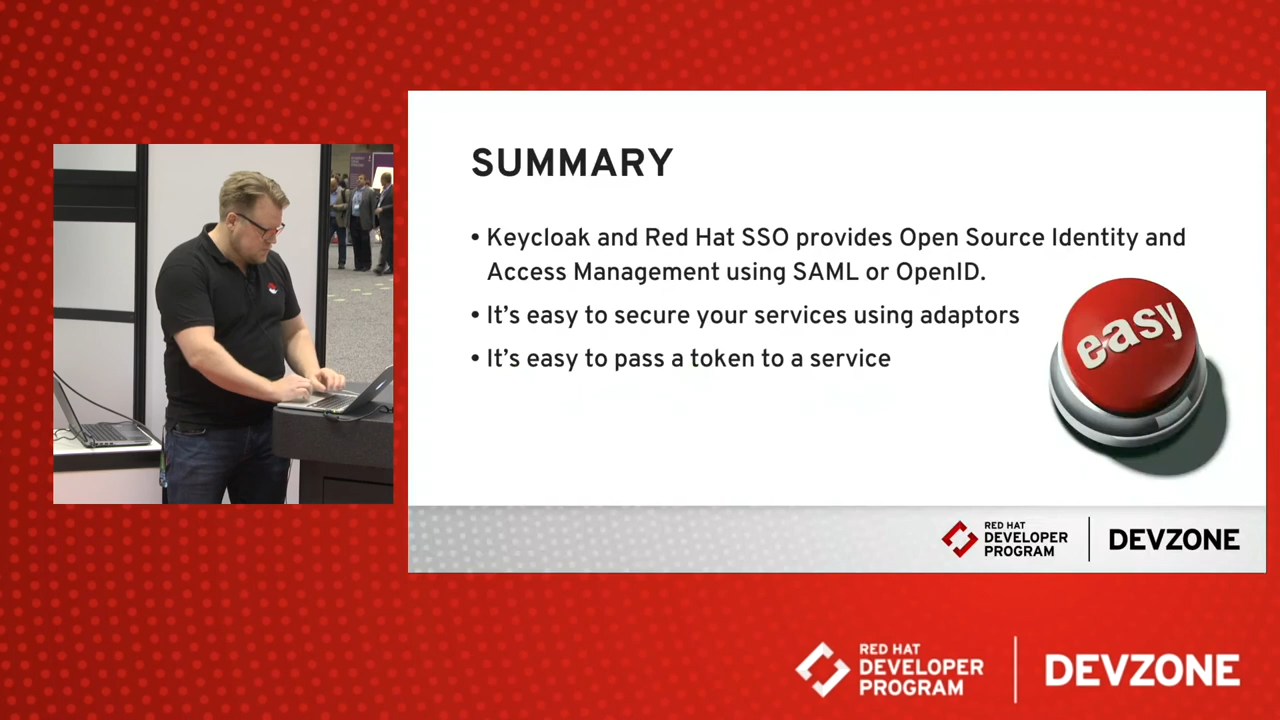 SUMMARY
• Keycloak and Red Hat SSO provides Open Source Identity and
Access Management using SAML or OpenID.
• It's easy to secure your services using adaptors
• It's easy to pass a token to a service
easy
RED HAT
DEVELOPER
PROGRAM
DEVZONE
RED HAT
DEVELOPER
PROGRAM
DEVZONE